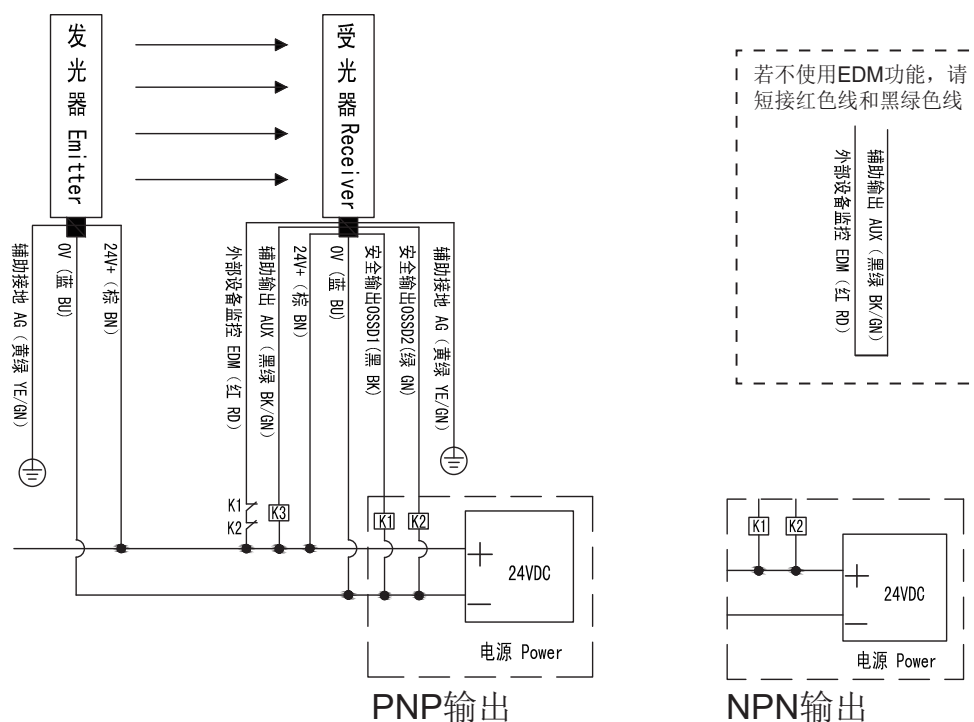 发光器 Emitter
受光器 Receiver
辅助接地 AG（黄绿 YE/GN）
0V（蓝 BU）
24V+（棕 BN）
外部设备监控 EDM（红 RD）
辅助输出 AUX（黑绿 BK/GN）
24V+（棕 BN）
0V（蓝 BU）
安全输出OSSD1(黑 BK)
安全输出OSSD2(绿 GN)
辅助接地 AG（黄绿 YE/GN）
K1
K2
K3
K1
K2
24VDC
电源 Power
PNP输出
若不使用EDM功能，请
短接红色线和黑绿色线
外部设备监控 EDM（红 RD）
辅助输出 AUX（黑绿 BK/GN）
K1
K2
24VDC
电源 Power
NPN输出